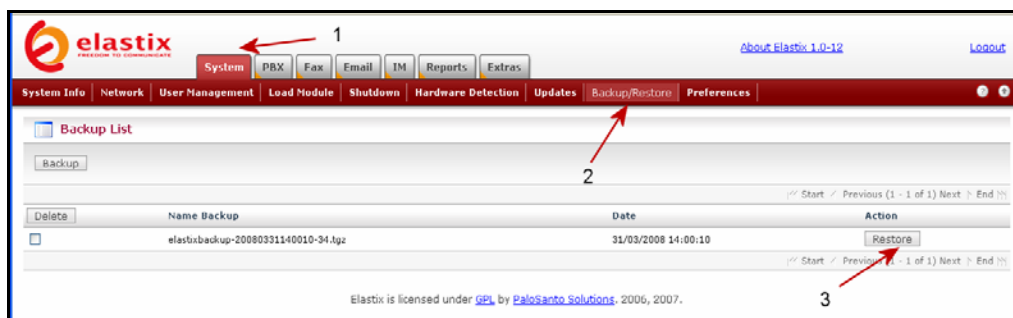 elastix
FREEDOM TO COMMUNICATE
1
About Elastix 1.0-12 Logout
System PBX Fax Email IM Reports Extras
System Info Network User Management Load Module Shutdown Hardware Detection Updates Backup/Restore Preferences
Backup List
Backup
2
Start Previous (1 - 1 of 1) Next End
Delete Name Backup Date Action
elastixbackup-20080331140010-34.tgz 31/03/2008 14:00:10 Restore
Start Previous (1 - 1 of 1) Next End
3
Elastix is licensed under GPL by PaloSanto Solutions. 2006, 2007.